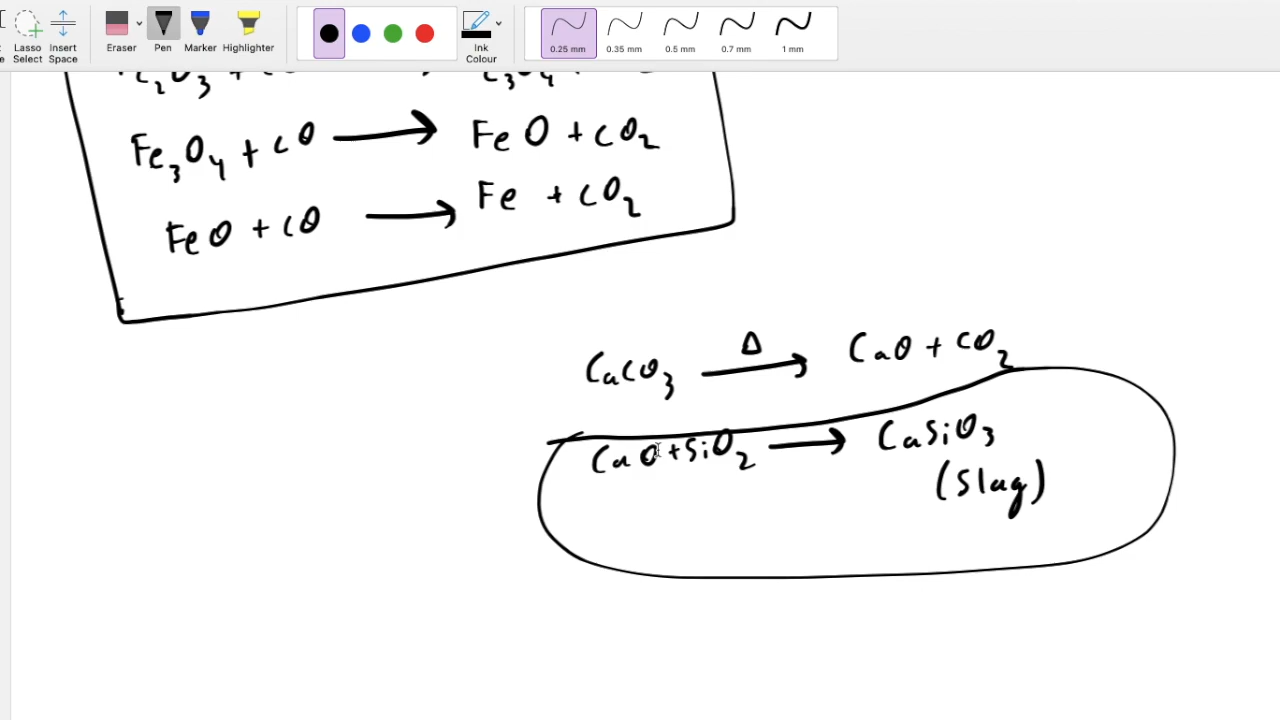 Eraser Pen Marker Highlighter
Lasso Select
Insert Space
Ink Colour
0.25 mm 0.35 mm 0.5 mm 0.7 mm 1 mm
Fe₃O₄ + CO ⟶ FeO + CO₂
FeO + CO ⟶ Fe + CO₂
CaCO₃ —Δ→ CaO + CO₂
CaO + SiO₂ ⟶ CaSiO₃
(Slag)